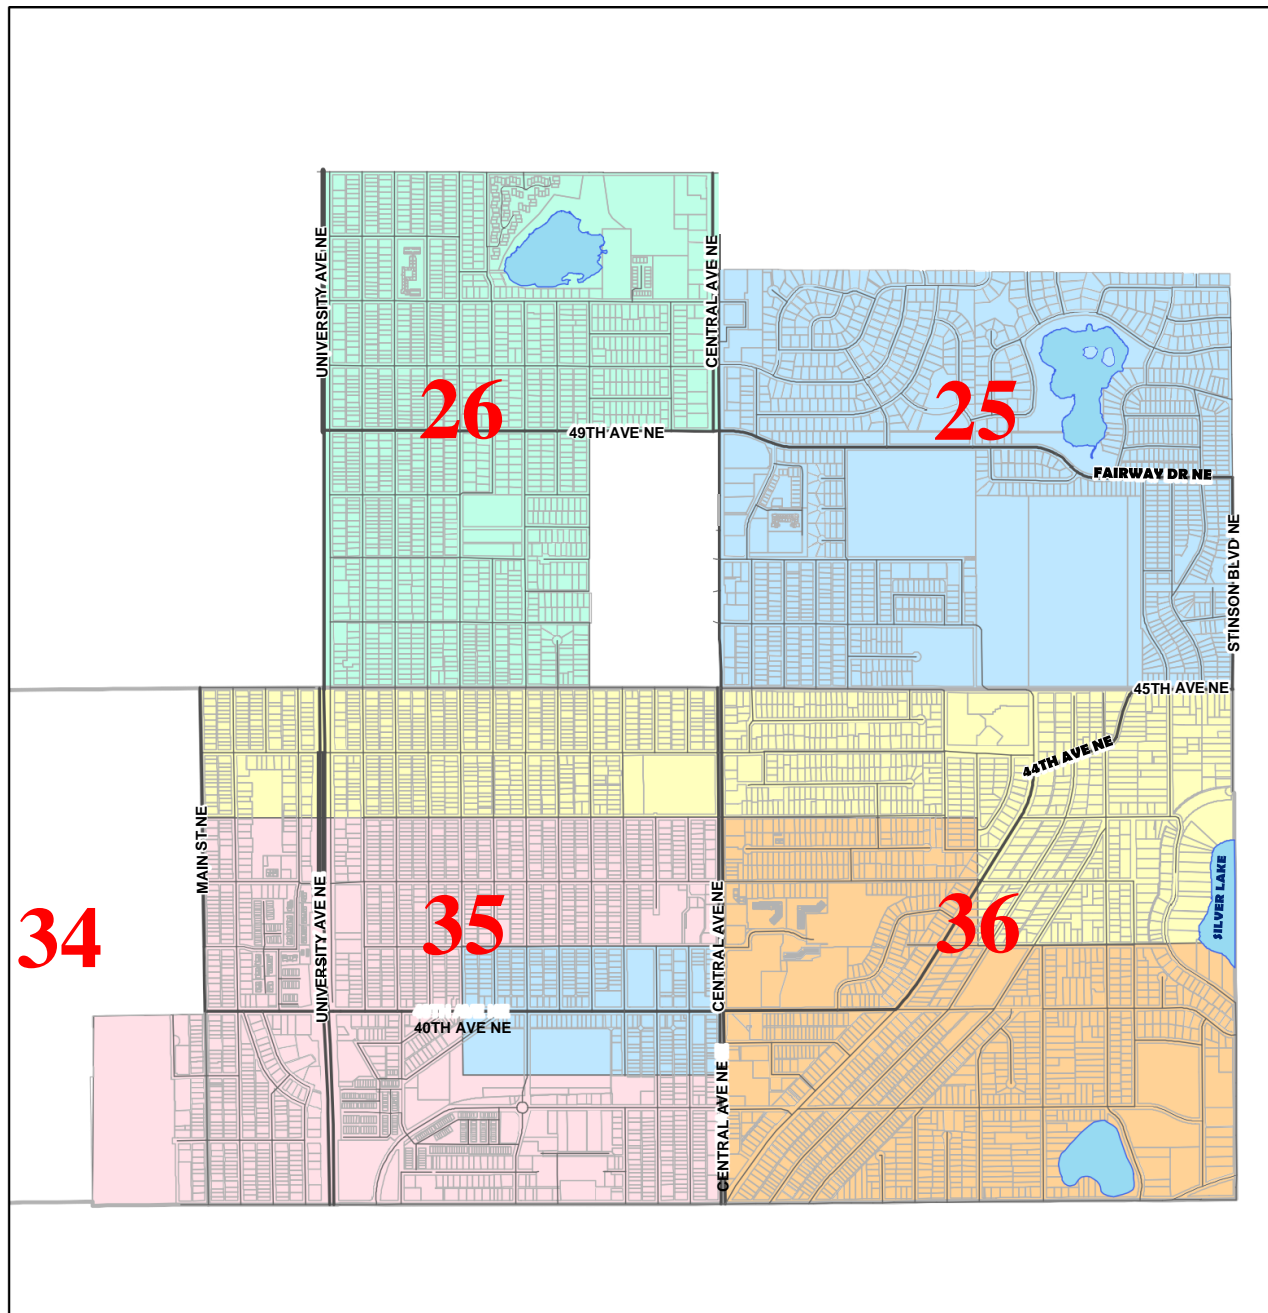 UNIVERSITY AVE NE
CENTRAL AVE NE
26
25
49TH AVE NE
FAIRWAY DR NE
STINSON BLVD NE
45TH AVE NE
44TH AVE NE
MAIN ST NE
UNIVERSITY AVE NE
CENTRAL AVE NE
SILVER LAKE
34
35
36
40TH AVE NE
CENTRAL AVE NE